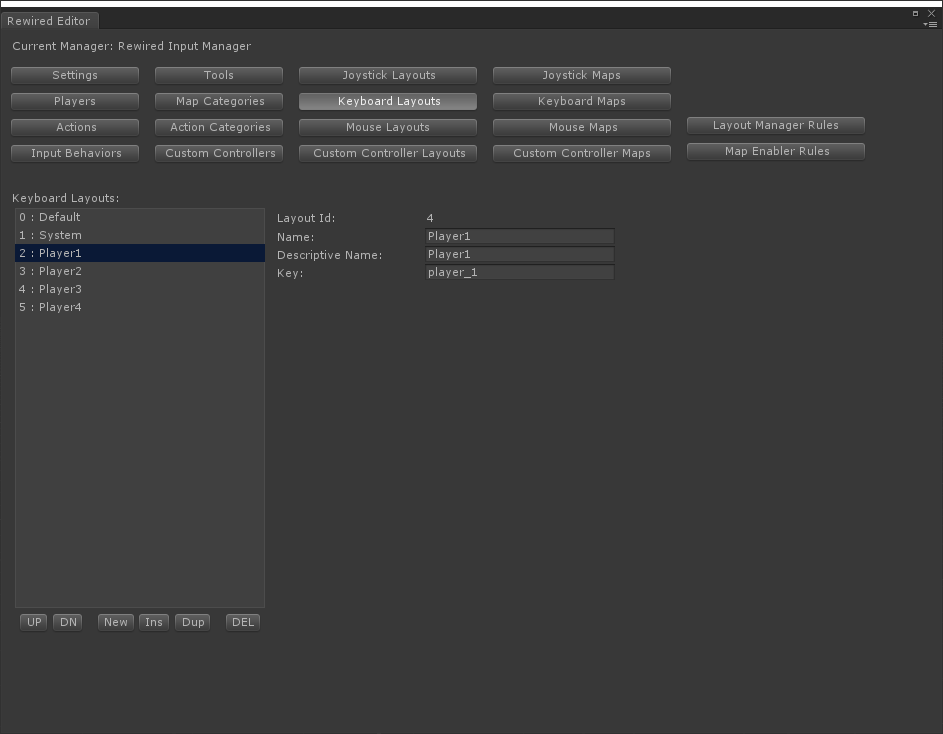 Rewired Editor
Current Manager: Rewired Input Manager
Settings Tools Joystick Layouts Joystick Maps
Players Map Categories Keyboard Layouts Keyboard Maps
Actions Action Categories Mouse Layouts Mouse Maps Layout Manager Rules
Input Behaviors Custom Controllers Custom Controller Layouts Custom Controller Maps Map Enabler Rules
Keyboard Layouts:
0 : Default
1 : System
2 : Player1
3 : Player2
4 : Player3
5 : Player4
Layout Id: 4
Name: Player1
Descriptive Name: Player1
Key: player_1
UP DN New Ins Dup DEL